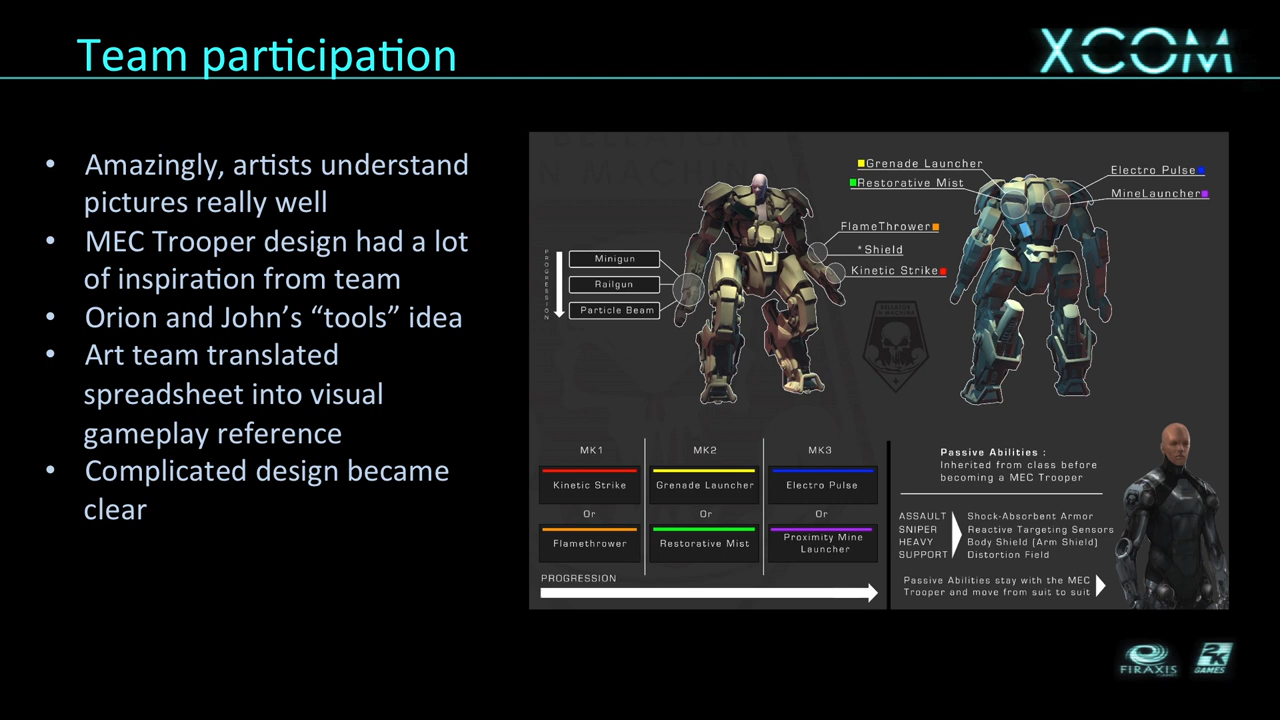 Team participation
XCOM
• Amazingly, artists understand
pictures really well
• MEC Trooper design had a lot
of inspiration from team
• Orion and John’s “tools” idea
• Art team translated
spreadsheet into visual
gameplay reference
• Complicated design became
clear
PROGRESSION
Minigun
Railgun
Particle Beam
Grenade Launcher
Restorative Mist
FlameThrower
*Shield
Kinetic Strike
Electro Pulse
MineLauncher
BELLATOR
IN MACHINA
MK1
MK2
MK3
Kinetic Strike
Grenade Launcher
Electro Pulse
Or
Or
Or
Flamethrower
Restorative Mist
Proximity Mine
Launcher
PROGRESSION
Passive Abilities :
Inherited from class before
becoming a MEC Trooper
ASSAULT
SNIPER
HEAVY
SUPPORT
Shock-Absorbent Armor
Reactive Targeting Sensors
Body Shield (Arm Shield)
Distortion Field
Passive Abilities stay with the MEC
Trooper and move from suit to suit
FIRAXIS
2K
GAMES